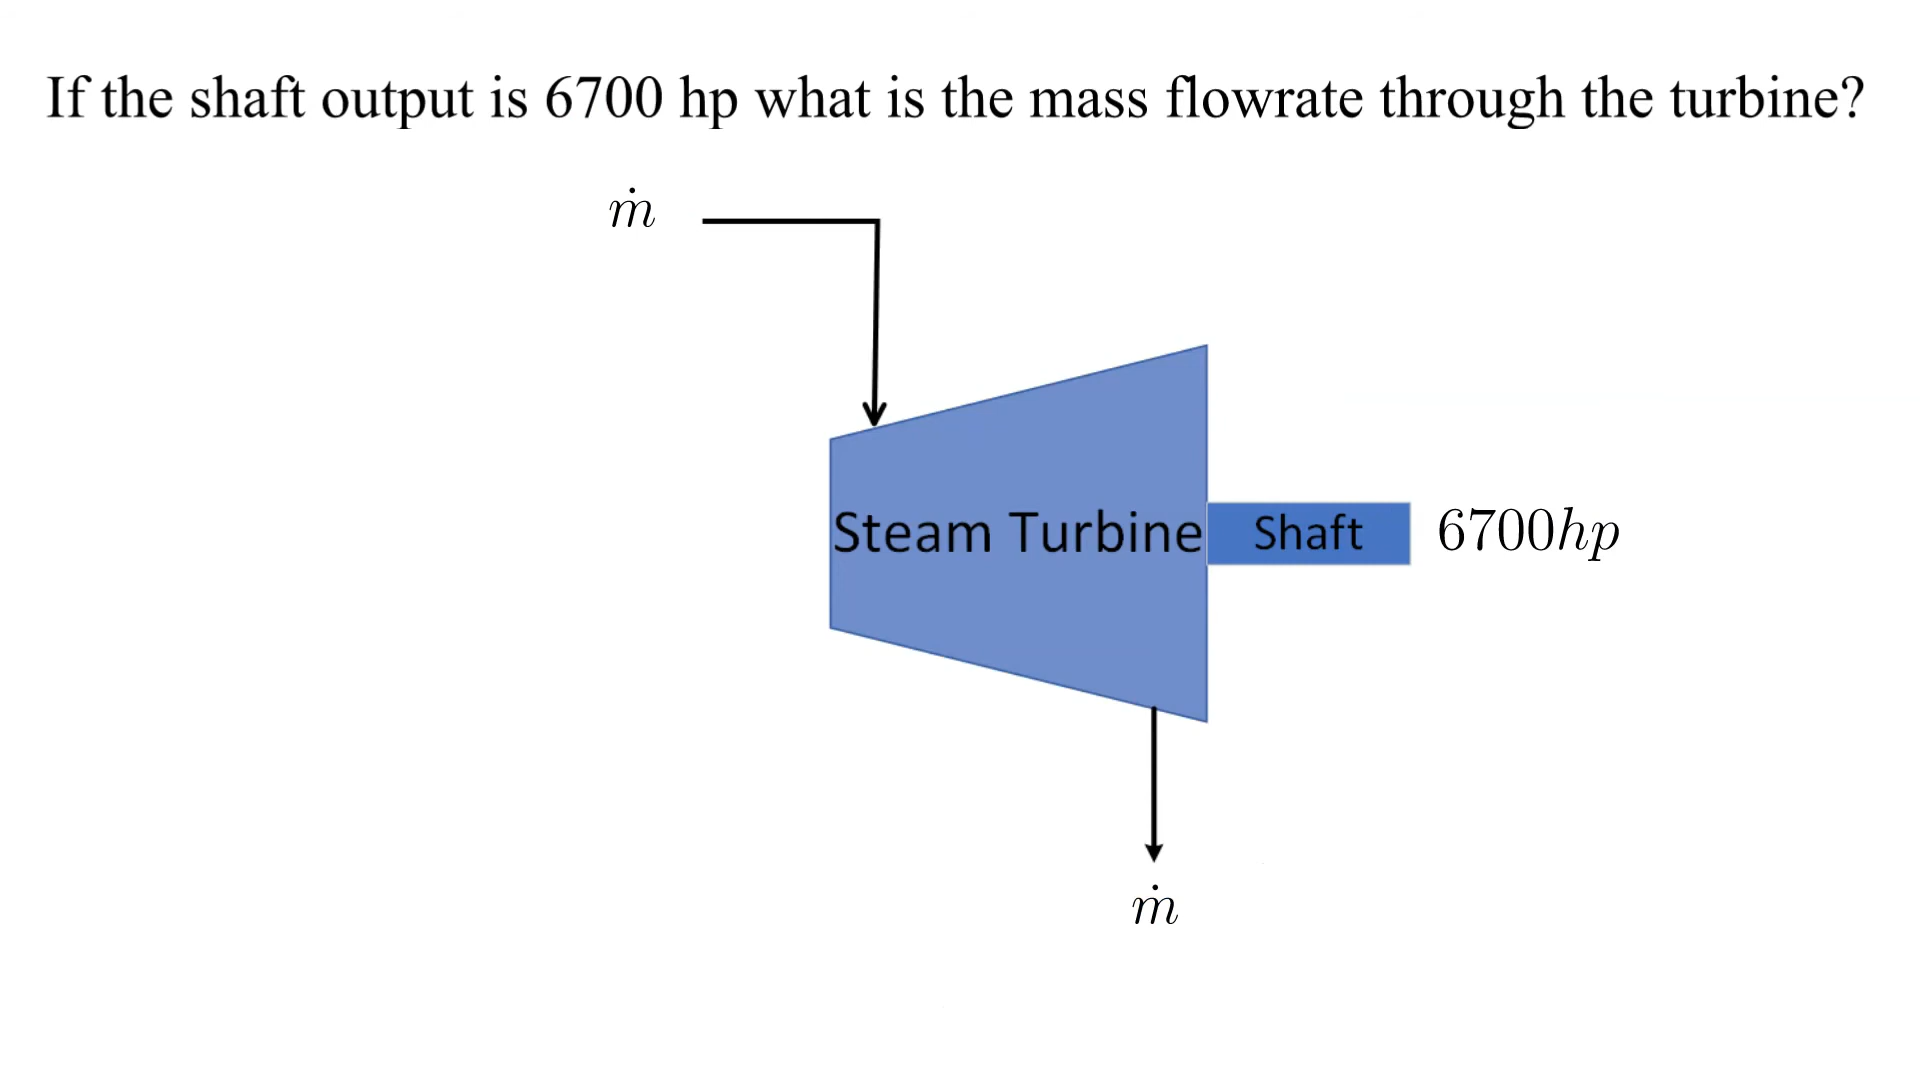 If the shaft output is 6700 hp what is the mass flowrate through the turbine?
ṁ
Steam Turbine
Shaft
6700hp
ṁ